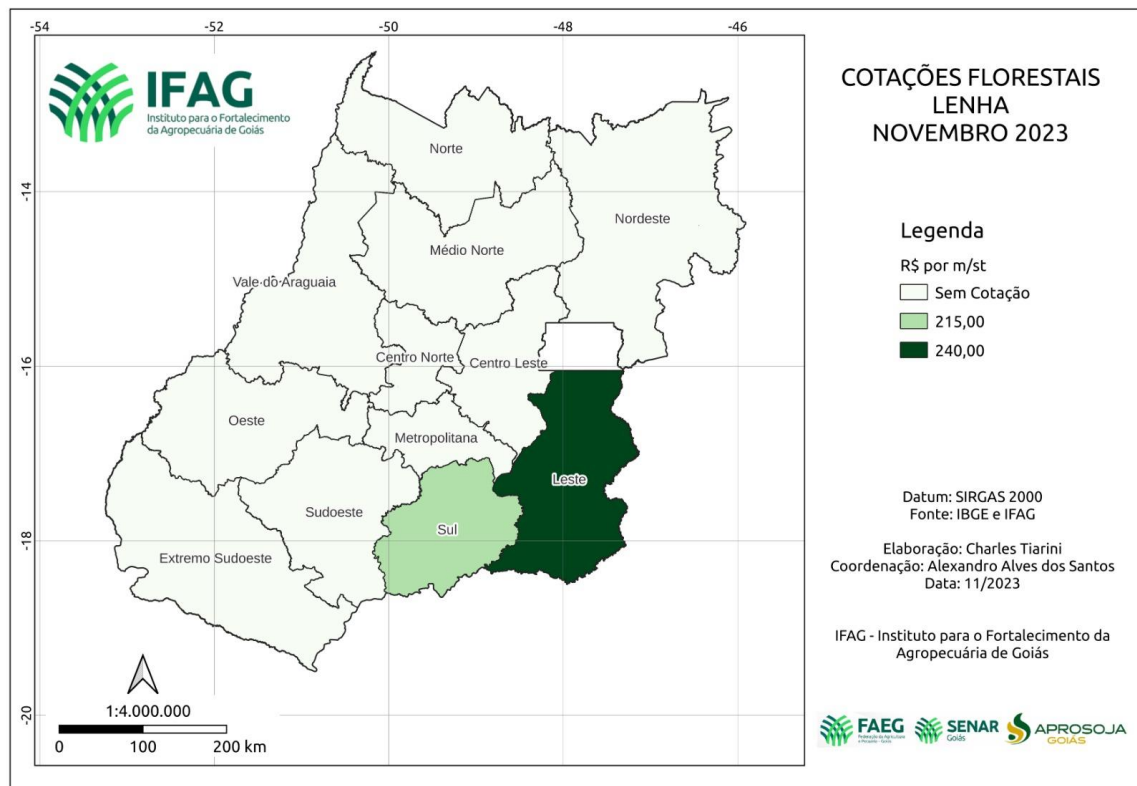 -54
-52
-50
-48
-46
-14
-16
-18
-20
IFAG
Instituto para o Fortalecimento
da Agropecuária de Goiás
Norte
Nordeste
Médio Norte
Vale do Araguaia
Centro Norte
Centro Leste
Oeste
Metropolitana
Leste
Sudoeste
Sul
Extremo Sudoeste
1:4.000.000
0 100 200 km
COTAÇÕES FLORESTAIS
LENHA
NOVEMBRO 2023
Legenda
R$ por m/st
Sem Cotação
215,00
240,00
Datum: SIRGAS 2000
Fonte: IBGE e IFAG
Elaboração: Charles Tiarini
Coordenação: Alexandro Alves dos Santos
Data: 11/2023
IFAG - Instituto para o Fortalecimento da
Agropecuária de Goiás
FAEG
SENAR
Goiás
APROSOJA
GOIÁS